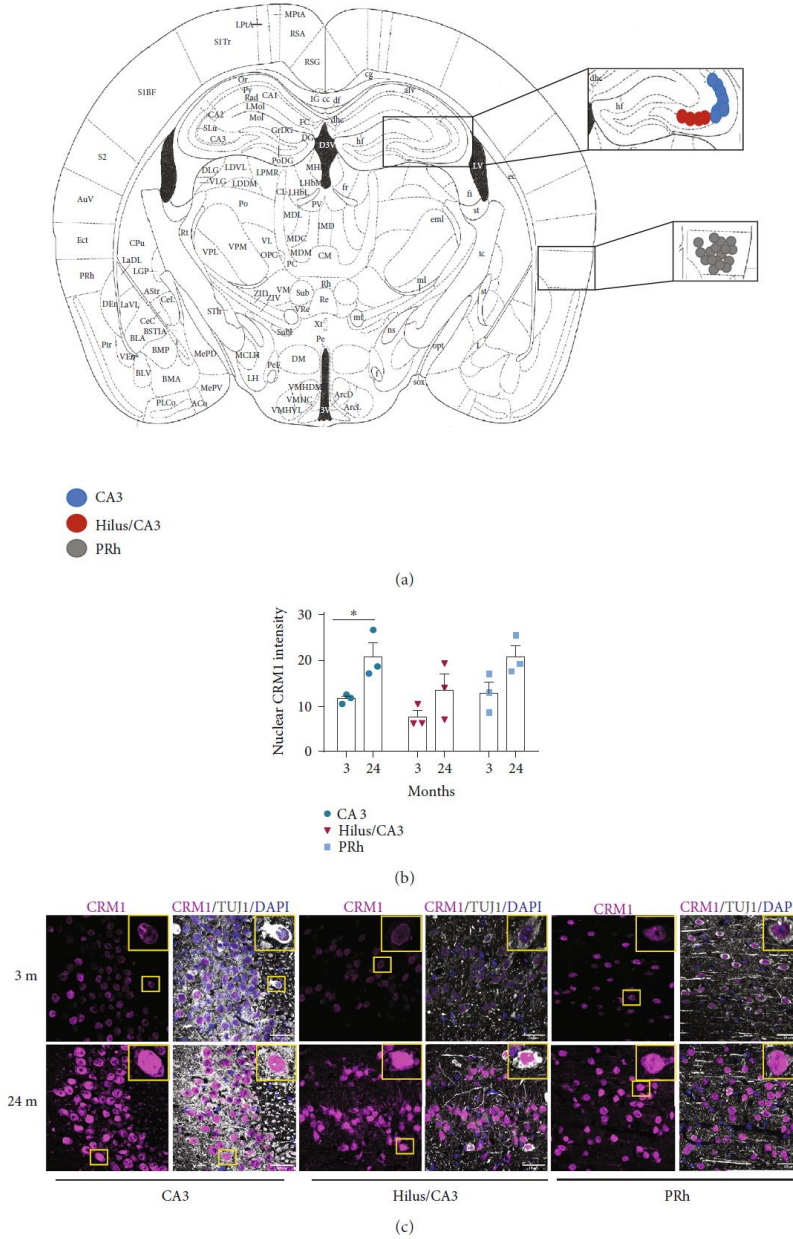 MPtA
LPtA
RSA
S1Tr
RSG
S1BF
Or
Py
Rad
CA1
LMol
Mol
CA2
SLu
CA3
GrDG
PoDG
IG cc df
cg
alv
FC
dhc
DG
D3V
hf
MHb
S2
LV
ec
DLG
VLG
LDVL
LPMR
LDDM
LHbM
CL
LHbL
fr
fi
AuV
Po
PV
st
MDL
IMD
eml
Ect
CPu
Rt
VPL
VPM
VL
OPC
MDC
MDM
CM
PC
ic
LaDL
LGP
PRh
ml
AStr
Rh
ZID
ZIV
VM
Sub
Re
st
DEn
LaVL
CeL
STh
VRe
mt
CeC
SubI
Xi
ns
BSTIA
Pe
opt
Pir
BLA
VEn
BMP
MePD
MCLH
DM
PeF
f
BLV
BMA
LH
sox
MePV
VMHDM
VMHC
VMHVL
3V
ArcD
ArcL
PLCo
ACo
dhc
hf
CA3
Hilus/CA3
PRh
(a)
Nuclear CRM1 intensity
30
20
10
0
*
3 24 3 24 3 24
Months
CA3
Hilus/CA3
PRh
(b)
CRM1 CRM1/TUJ1/DAPI CRM1 CRM1/TUJ1/DAPI CRM1 CRM1/TUJ1/DAPI
3 m
24 m
CA3 Hilus/CA3 PRh
(c)